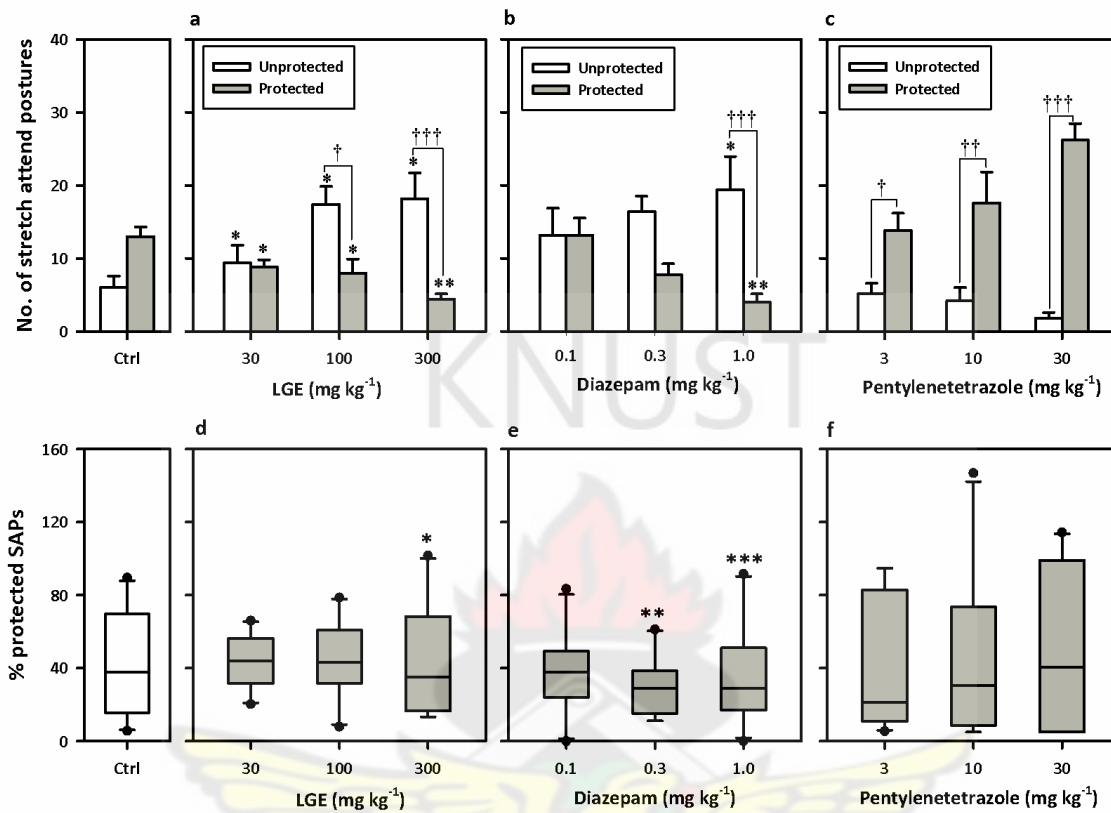 a
b
c
No. of stretch attend postures
40
30
20
10
0
Unprotected
Protected
Unprotected
Protected
Unprotected
Protected
* * * † * * ††† **
* ††† **
† †† †††
Ctrl
30 100 300
LGE (mg kg-1)
0.1 0.3 1.0
Diazepam (mg kg-1)
3 10 30
Pentylenetetrazole (mg kg-1)
KNUST
d
e
f
% protected SAPs
160
120
80
40
0
*
** ***
Ctrl
30 100 300
LGE (mg kg-1)
0.1 0.3 1.0
Diazepam (mg kg-1)
3 10 30
Pentylenetetrazole (mg kg-1)